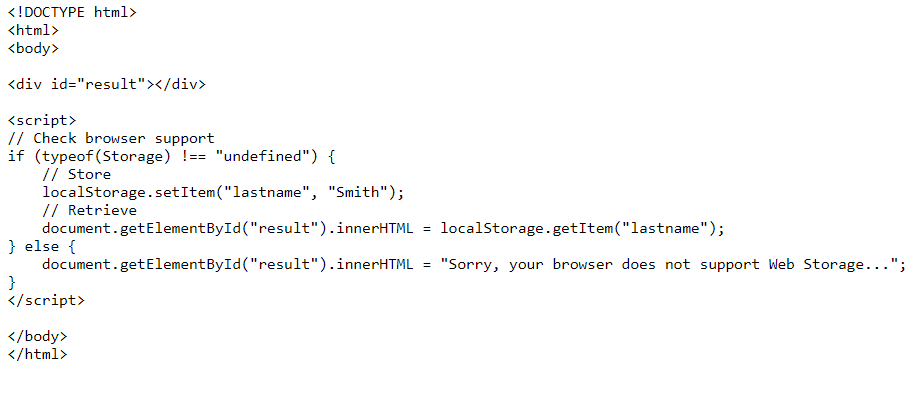 <!DOCTYPE html>
<html>
<body>
<div id="result"></div>
<script>
// Check browser support
if (typeof(Storage) !== "undefined") {
    // Store
    localStorage.setItem("lastname", "Smith");
    // Retrieve
    document.getElementById("result").innerHTML = localStorage.getItem("lastname");
} else {
    document.getElementById("result").innerHTML = "Sorry, your browser does not support Web Storage...";
}
</script>
</body>
</html>